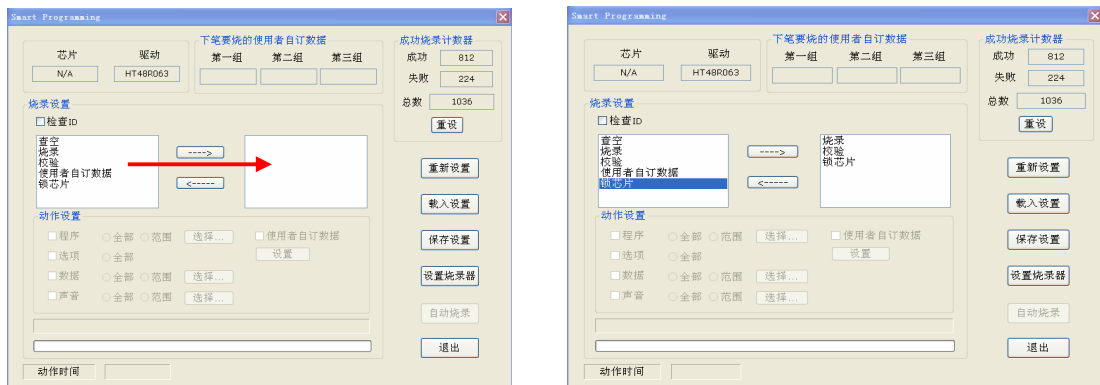 Smart Programming
芯片 驱动
N/A HT48R063
下笔要烧的使用者自订数据
第一组 第二组 第三组
成功烧录计数器
成功 812
失败 224
总数 1036
重设
烧录设置
检查ID
查空
烧录
校验
使用者自订数据
锁芯片
---->
<-----
动作设置
程序 全部 范围 选择... 使用者自订数据
选项 全部 设置
数据 全部 范围 选择...
声音 全部 范围 选择...
重新设置
载入设置
保存设置
设置烧录器
自动烧录
退出
动作时间
Smart Programming
芯片 驱动
N/A HT48R063
下笔要烧的使用者自订数据
第一组 第二组 第三组
成功烧录计数器
成功 812
失败 224
总数 1036
重设
烧录设置
检查ID
查空
烧录
校验
使用者自订数据
锁芯片
---->
<-----
烧录
校验
锁芯片
动作设置
程序 全部 范围 选择... 使用者自订数据
选项 全部 设置
数据 全部 范围 选择...
声音 全部 范围 选择...
重新设置
载入设置
保存设置
设置烧录器
自动烧录
退出
动作时间